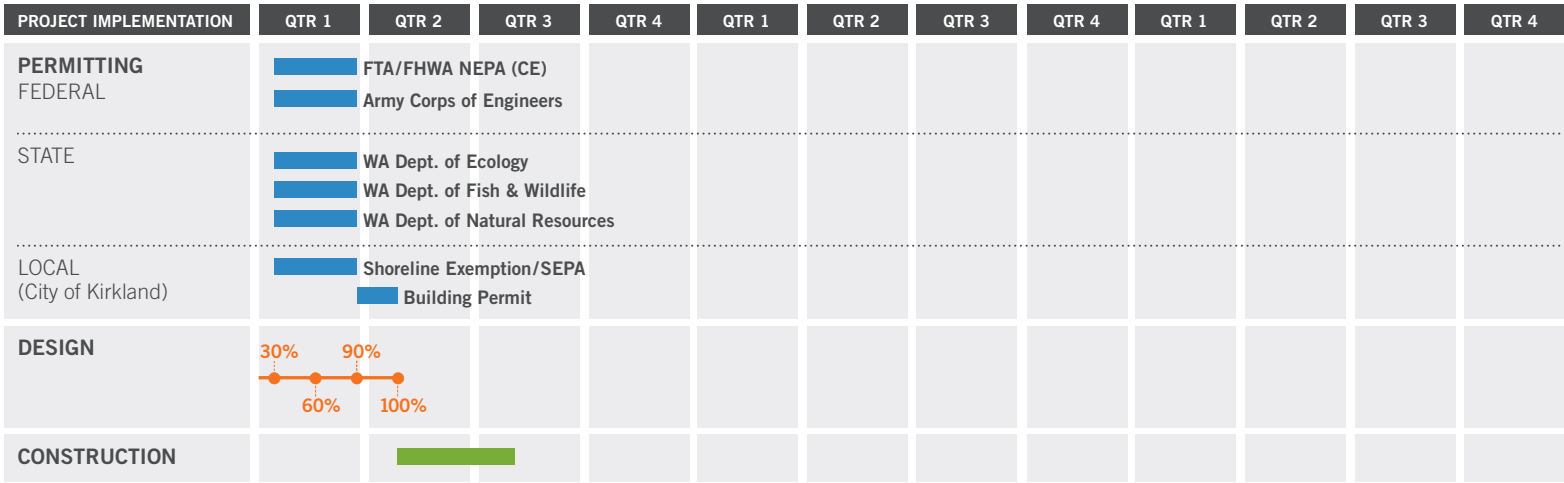 PROJECT IMPLEMENTATION QTR 1 QTR 2 QTR 3 QTR 4 QTR 1 QTR 2 QTR 3 QTR 4 QTR 1 QTR 2 QTR 3 QTR 4
PERMITTING
FEDERAL
FTA/FHWA NEPA (CE)
Army Corps of Engineers
STATE
WA Dept. of Ecology
WA Dept. of Fish & Wildlife
WA Dept. of Natural Resources
LOCAL
(City of Kirkland)
Shoreline Exemption/SEPA
Building Permit
DESIGN
30% 90%
60% 100%
CONSTRUCTION